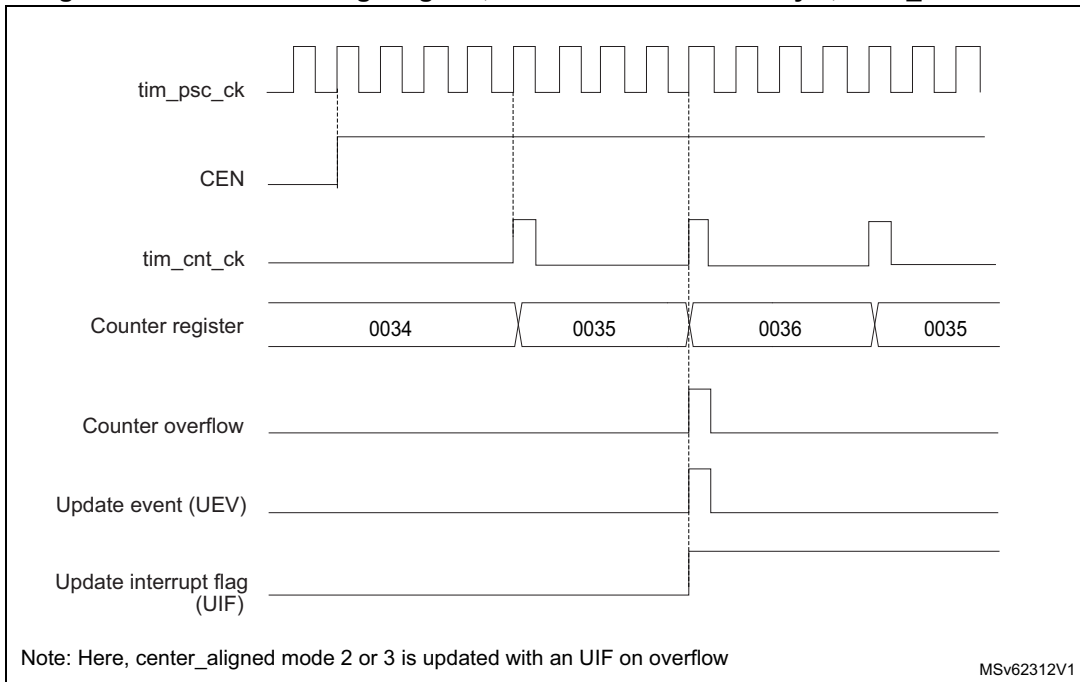 tim_psc_ck
CEN
tim_cnt_ck
Counter register 0034 0035 0036 0035
Counter overflow
Update event (UEV)
Update interrupt flag
(UIF)
Note: Here, center_aligned mode 2 or 3 is updated with an UIF on overflow
MSv62312V1